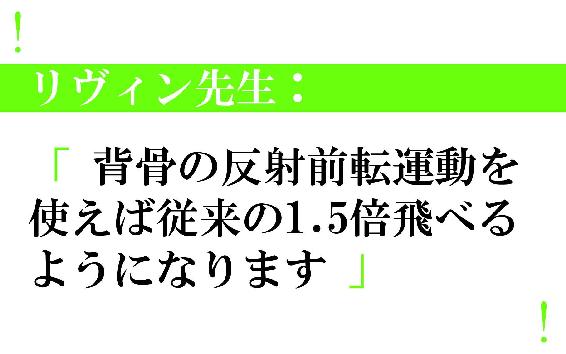 !
リヴィン先生：
「 背骨の反射前転運動を
使えば従来の1.5倍飛べる
ようになります 」
!